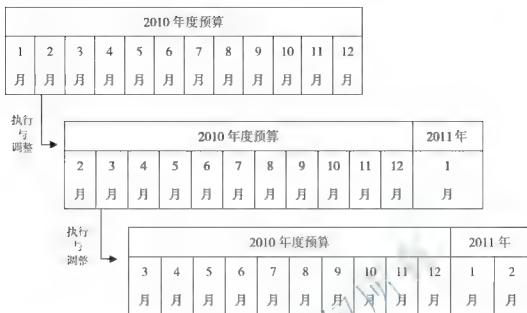 2010 年度预算
1 2 3 4 5 6 7 8 9 10 11 12
月 月 月 月 月 月 月 月 月 月 月 月
执行
与
调整
2010 年度预算 2011 年
2 3 4 5 6 7 8 9 10 11 12 1
月 月 月 月 月 月 月 月 月 月 月 月
执行
与
调整
2010 年度预算 2011 年
3 4 5 6 7 8 9 10 11 12 1 2
月 月 月 月 月 月 月 月 月 月 月 月